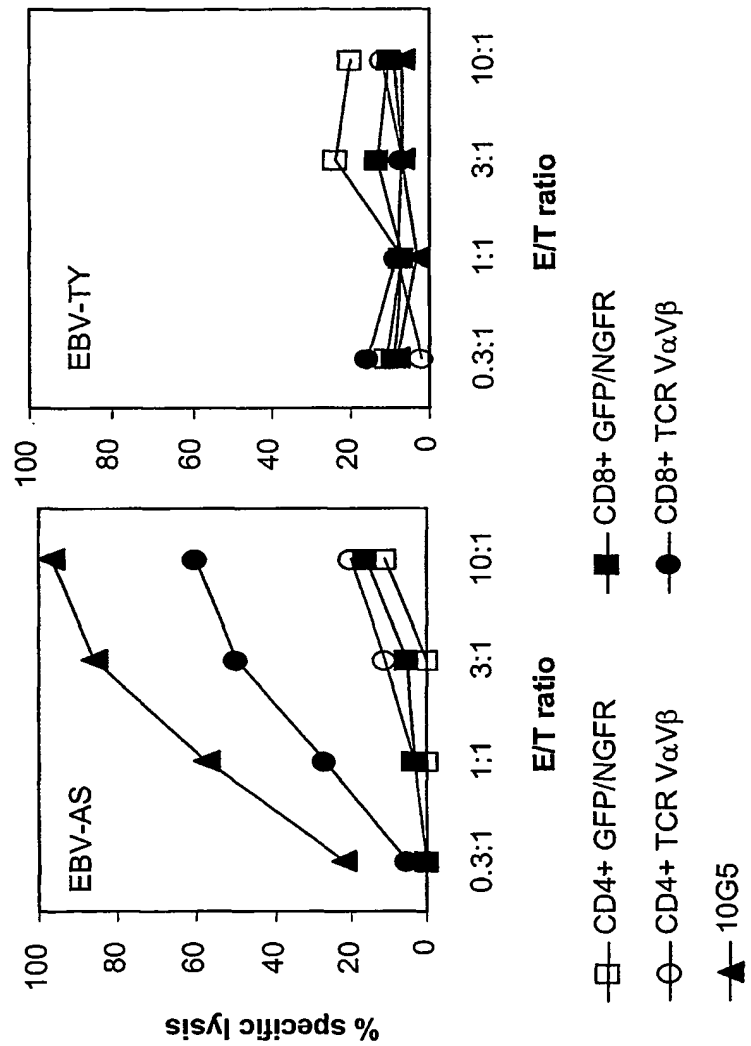 % specific lysis
100
80
60
40
20
0
EBV-AS
0.3:1
1:1
3:1
10:1
E/T ratio
100
80
60
40
20
0
EBV-TY
0.3:1
1:1
3:1
10:1
E/T ratio
CD4+ GFP/NGFR
CD8+ GFP/NGFR
CD4+ TCR VαVβ
CD8+ TCR VαVβ
10G5